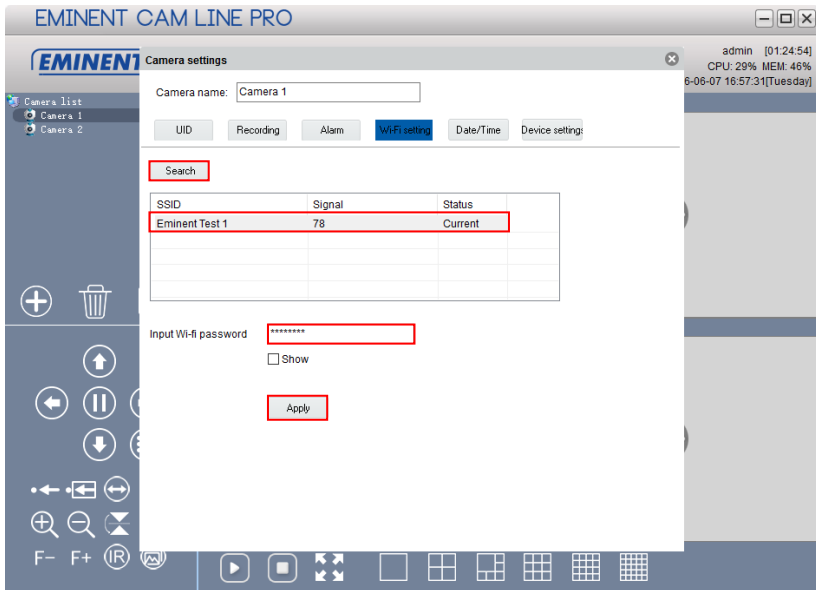 EMINENT CAM LINE PRO
EMINENT
admin [01:24:54]
CPU: 29% MEM: 46%
6-06-07 16:57:31[Tuesday]
Camera list
Camera 1
Camera 2
Camera settings
Camera name: Camera 1
UID Recording Alarm Wi-Fi setting Date/Time Device settings
Search
SSID Signal Status
Eminent Test 1 78 Current
Input Wi-fi password ********
Show
Apply
F- F+ IR